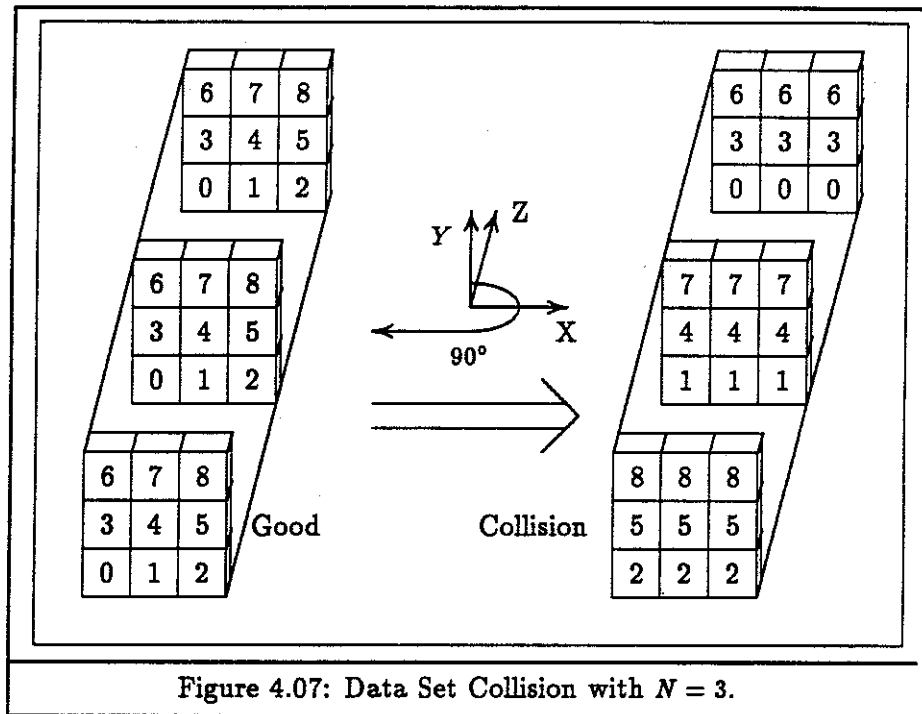 6 7 8
3 4 5
0 1 2
6 7 8
3 4 5
0 1 2
6 7 8
3 4 5
0 1 2
Good
Y
Z
X
90°
6 6 6
3 3 3
0 0 0
7 7 7
4 4 4
1 1 1
8 8 8
5 5 5
2 2 2
Collision
Figure 4.07: Data Set Collision with N = 3.